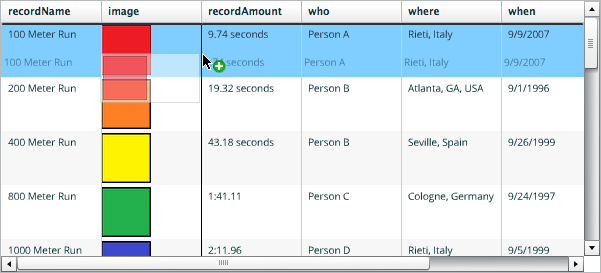 recordName image recordAmount who where when
100 Meter Run 9.74 seconds Person A Rieti, Italy 9/9/2007
100 Meter Run seconds Person A Rieti, Italy 9/9/2007
200 Meter Run 19.32 seconds Person B Atlanta, GA, USA 9/1/1996
400 Meter Run 43.18 seconds Person B Seville, Spain 9/26/1999
800 Meter Run 1:41.11 Person C Cologne, Germany 9/24/1997
1000 Meter Run 2:11.96 Person D Rieti, Italy 9/5/1999